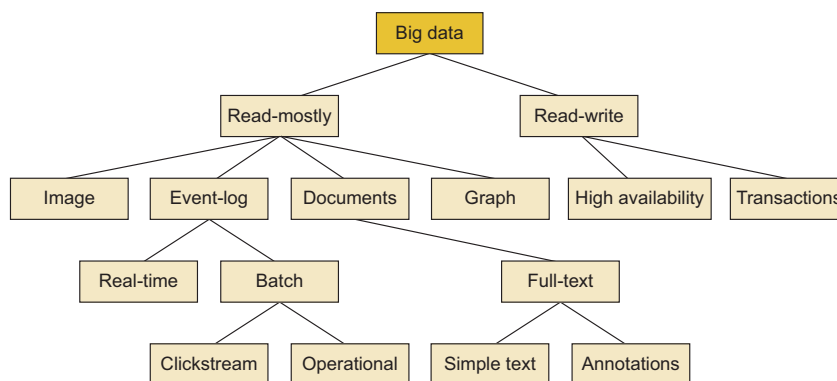 Big data
Read-mostly
Read-write
Image
Event-log
Documents
Graph
High availability
Transactions
Real-time
Batch
Full-text
Clickstream
Operational
Simple text
Annotations